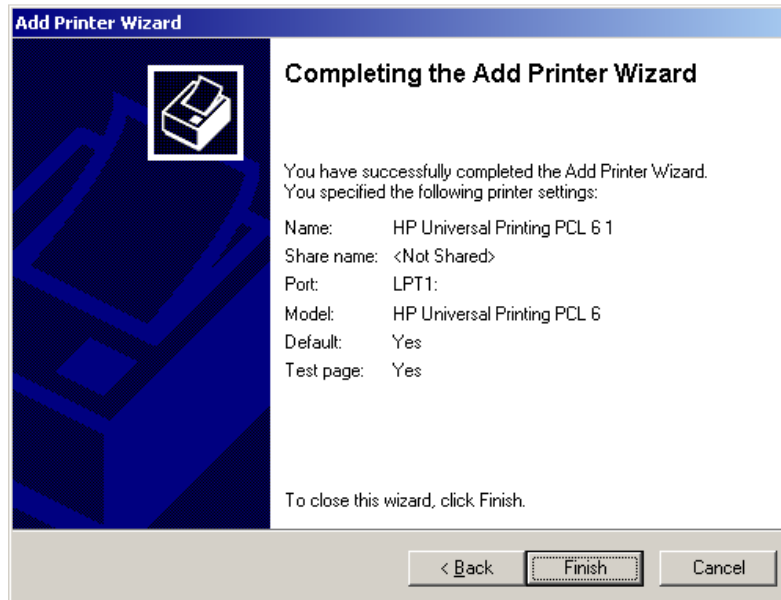 Add Printer Wizard
Completing the Add Printer Wizard
You have successfully completed the Add Printer Wizard.
You specified the following printer settings:
Name: HP Universal Printing PCL 6 1
Share name: <Not Shared>
Port: LPT1:
Model: HP Universal Printing PCL 6
Default: Yes
Test page: Yes
To close this wizard, click Finish.
< Back Finish Cancel